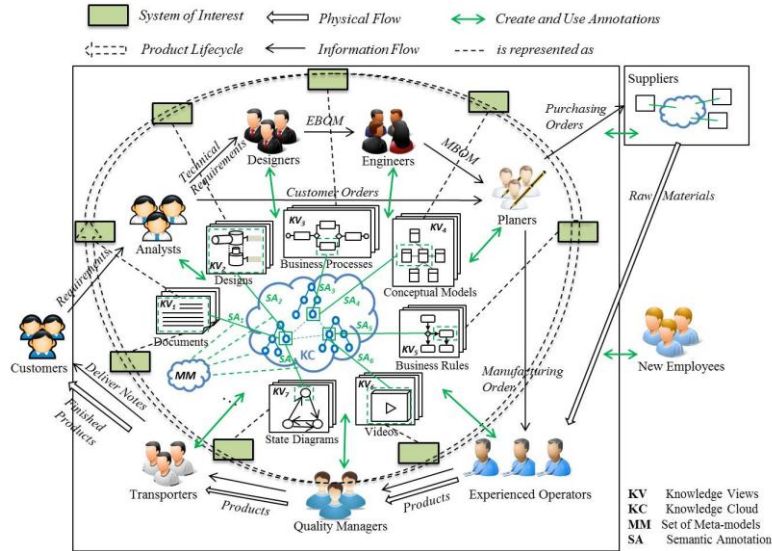 System of Interest
Physical Flow
Create and Use Annotations
Product Lifecycle
Information Flow
is represented as
Suppliers
Purchasing
Orders
EBOM
MBOM
Technical
Requirements
Designers
Engineers
Customer Orders
Planers
Raw Materials
Analysts
KV3
Business Processes
KV4
Conceptual Models
KV2
Designs
Requirements
SA2
SA3
SA4
KV1
Documents
SA1
SA5
KC
KV5
Business Rules
Customers
MM
SA
SA6
Manufacturing
Order
New Employees
Deliver Notes
Finished
Products
...
KV7
State Diagrams
KV6
Videos
Transporters
Products
Quality Managers
Products
Experienced Operators
KV Knowledge Views
KC Knowledge Cloud
MM Set of Meta-models
SA Semantic Annotation